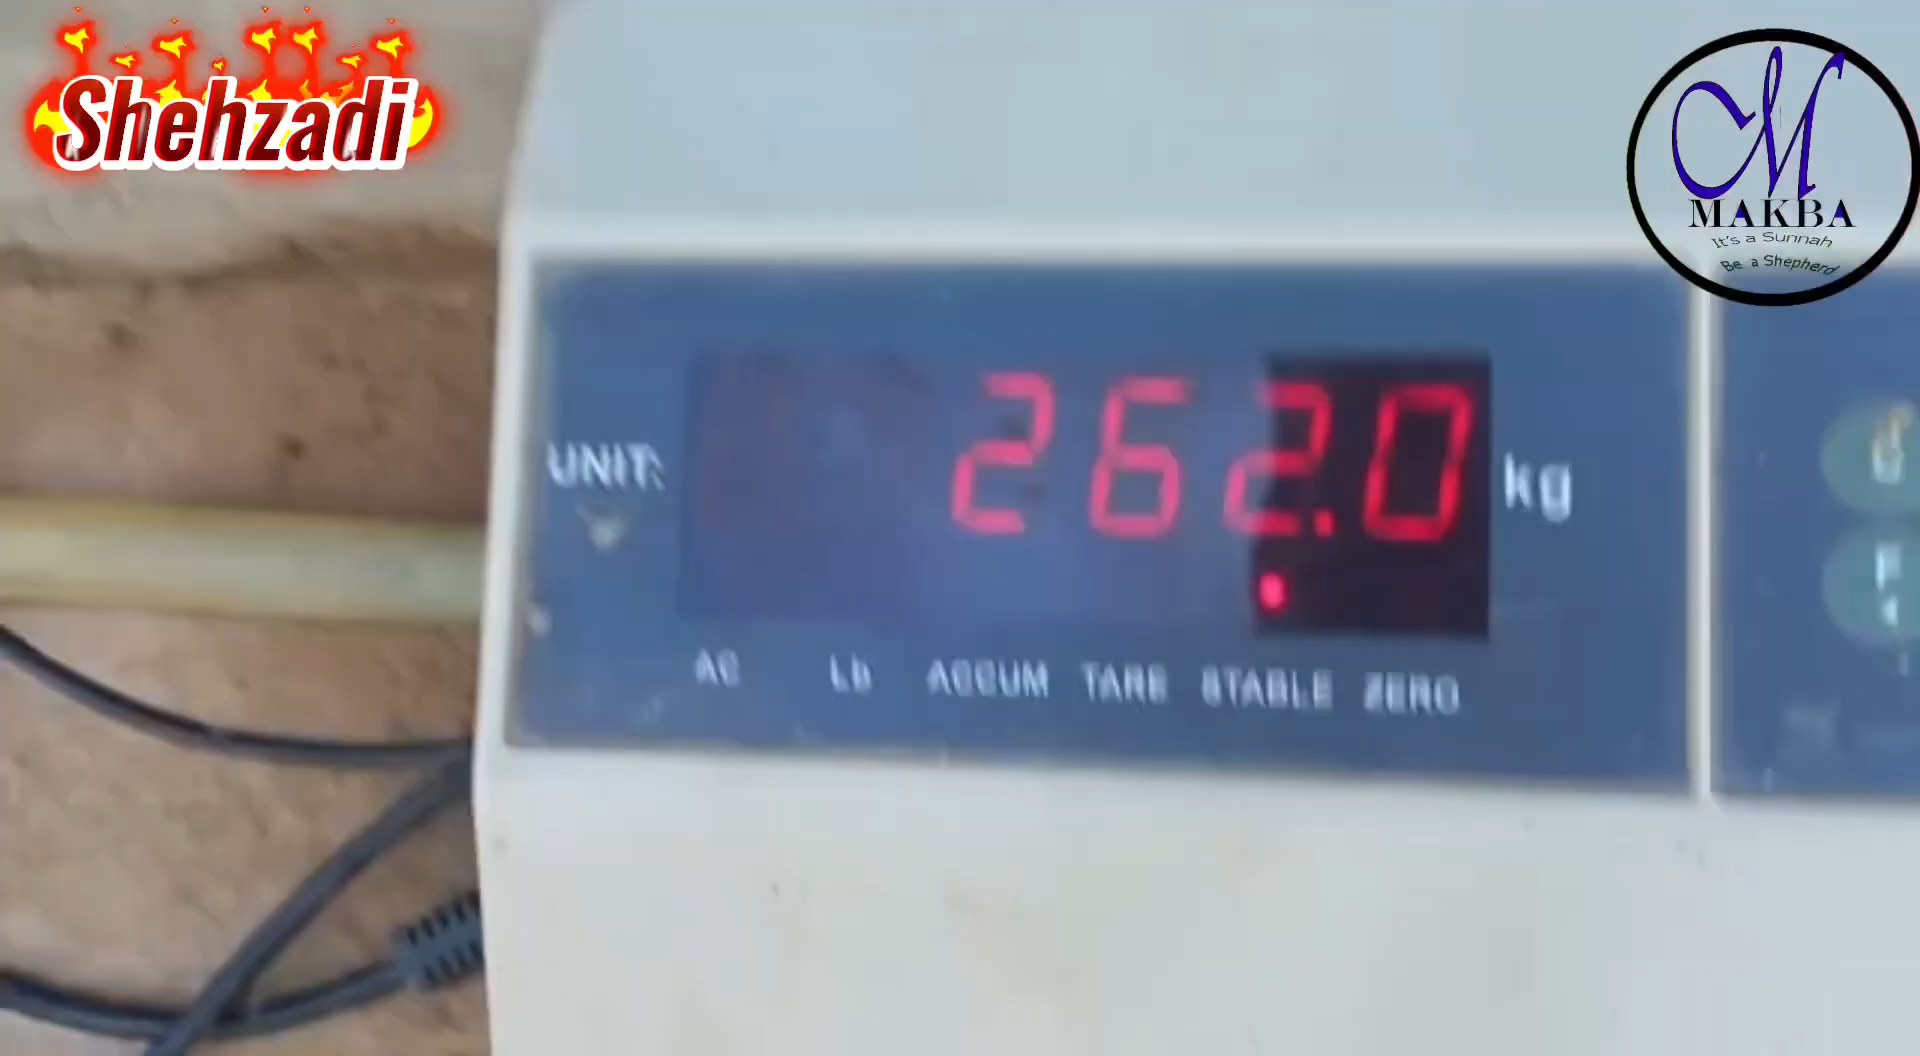 Shehzadi
M
MAKBA
It's a Sunnah
Be a Shepherd
UNIT: 262.0 kg
AC Lb ACCUM TARE STABLE ZERO